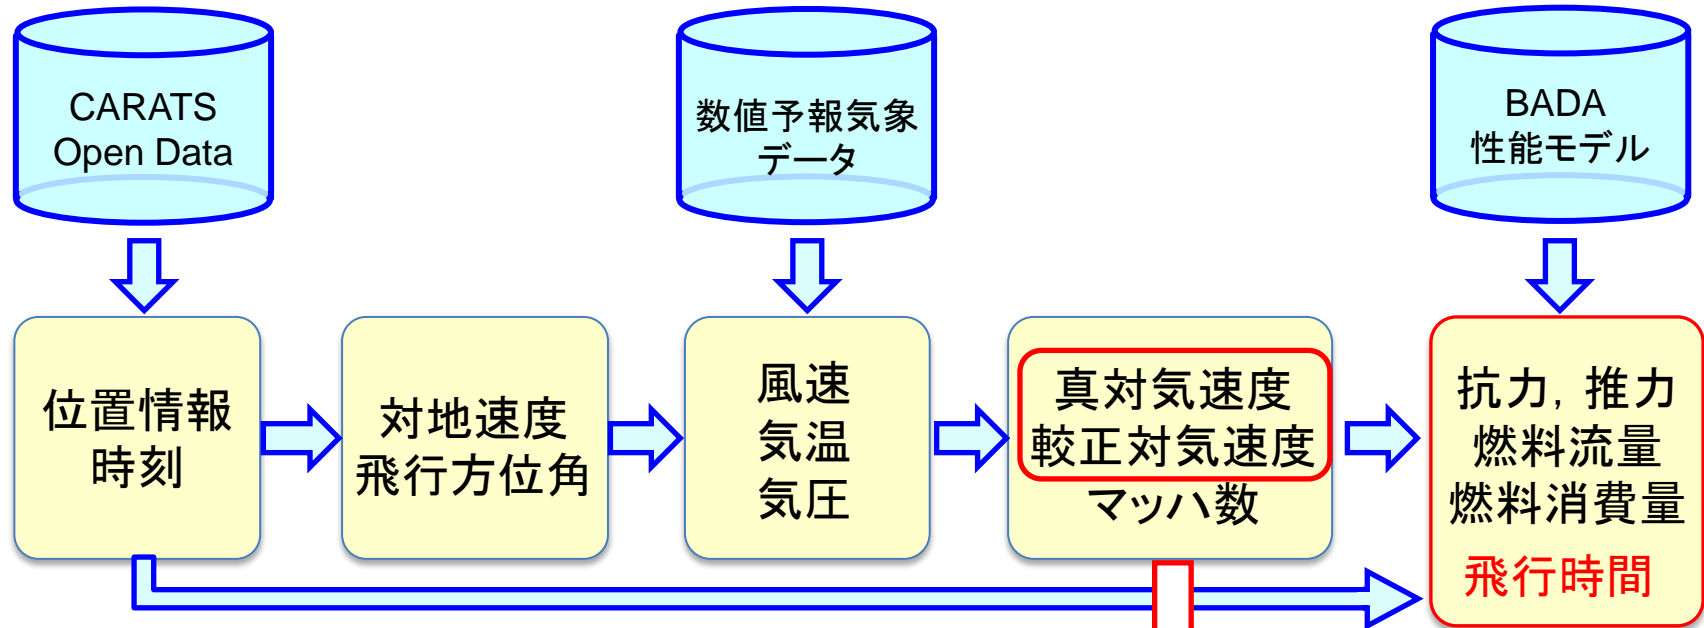 CARATS
Open Data
数値予報気象
データ
BADA
性能モデル
位置情報
時刻
対地速度
飛行方位角
風速
気温
気圧
真対気速度
較正対気速度
マッハ数
抗力, 推力
燃料流量
燃料消費量
飛行時間